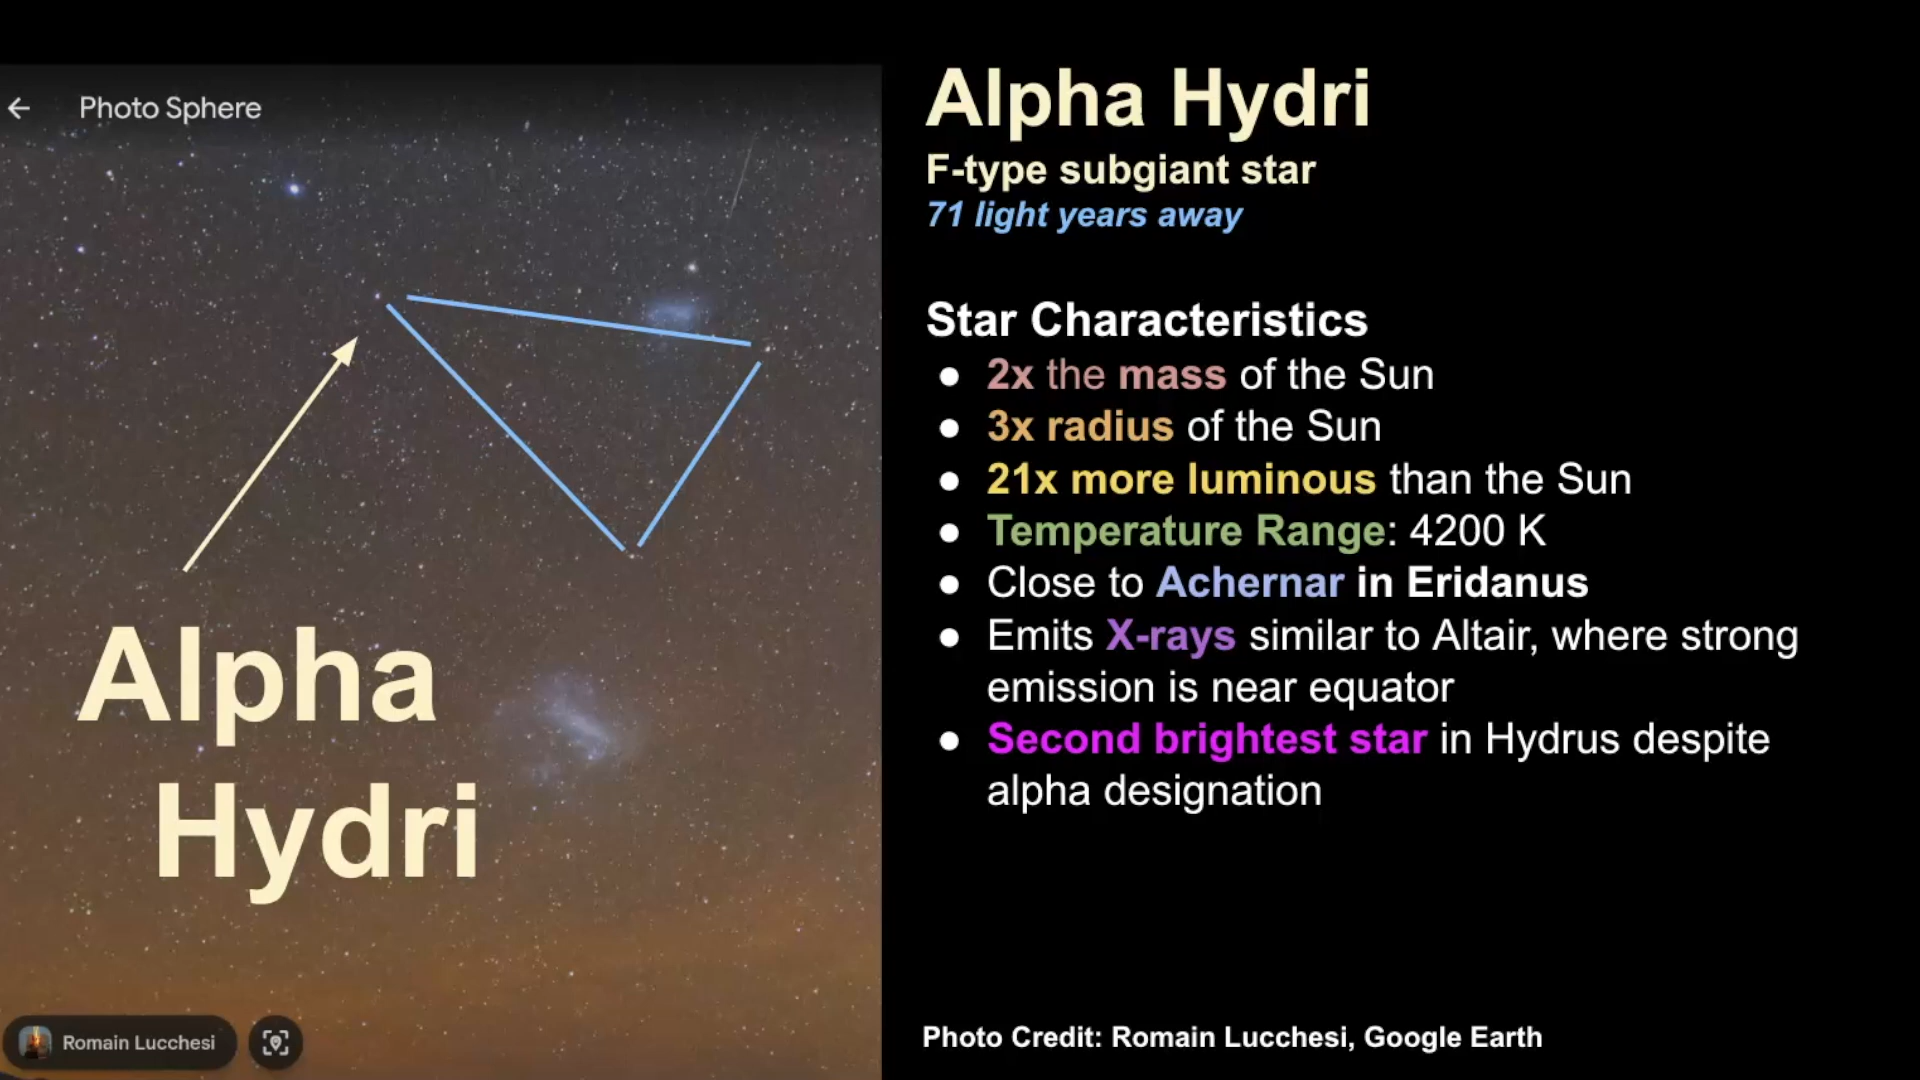 Photo Sphere
Alpha
Hydri
Romain Lucchesi
Alpha Hydri
F-type subgiant star
71 light years away
Star Characteristics
● 2x the mass of the Sun
● 3x radius of the Sun
● 21x more luminous than the Sun
● Temperature Range: 4200 K
● Close to Achernar in Eridanus
● Emits X-rays similar to Altair, where strong
emission is near equator
● Second brightest star in Hydrus despite
alpha designation
Photo Credit: Romain Lucchesi, Google Earth